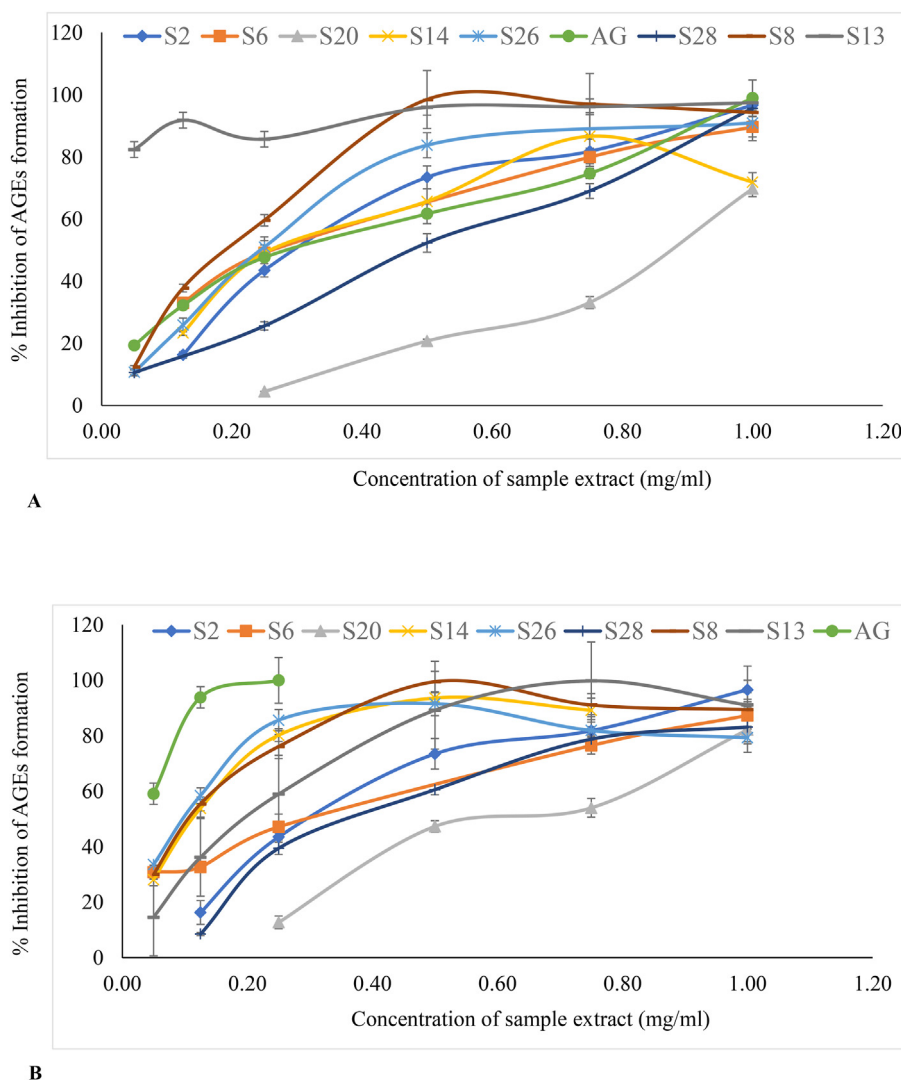 120
S2 S6 S20 S14 S26 AG S28 S8 S13
100
80
60
40
20
0
% Inhibition of AGEs formation
0.00 0.20 0.40 0.60 0.80 1.00 1.20
Concentration of sample extract (mg/ml)
A
120
S2 S6 S20 S14 S26 S28 S8 S13 AG
100
80
60
40
20
0
% Inhibition of AGEs formation
0.00 0.20 0.40 0.60 0.80 1.00 1.20
Concentration of sample extract (mg/ml)
B